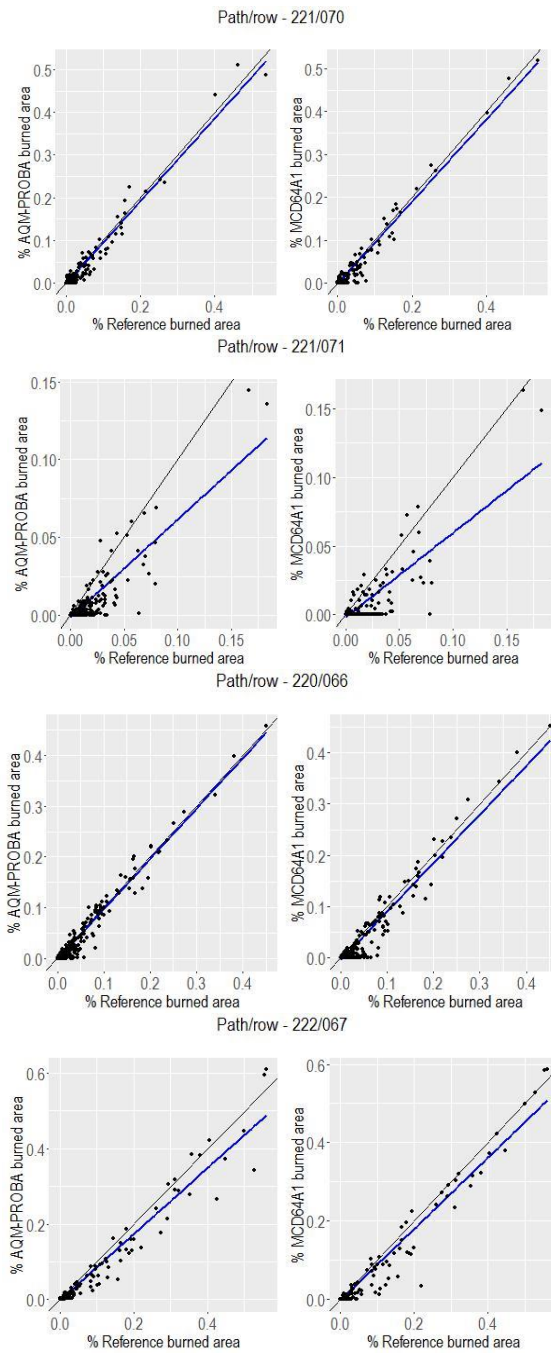 Path/row - 221/070
% AQM-PROBA burned area
0.5
0.4
0.3
0.2
0.1
0.0
0.0 0.2 0.4
% Reference burned area
% MCD64A1 burned area
0.5
0.4
0.3
0.2
0.1
0.0
0.0 0.2 0.4
% Reference burned area
Path/row - 221/071
% AQM-PROBA burned area
0.15
0.10
0.05
0.00
0.00 0.05 0.10 0.15
% Reference burned area
% MCD64A1 burned area
0.15
0.10
0.05
0.00
0.00 0.05 0.10 0.15
% Reference burned area
Path/row - 220/066
% AQM-PROBA burned area
0.4
0.3
0.2
0.1
0.0
0.0 0.1 0.2 0.3 0.4
% Reference burned area
% MCD64A1 burned area
0.4
0.3
0.2
0.1
0.0
0.0 0.1 0.2 0.3 0.4
% Reference burned area
Path/row - 222/067
% AQM-PROBA burned area
0.6
0.4
0.2
0.0
0.0 0.2 0.4
% Reference burned area
% MCD64A1 burned area
0.6
0.4
0.2
0.0
0.0 0.2 0.4
% Reference burned area